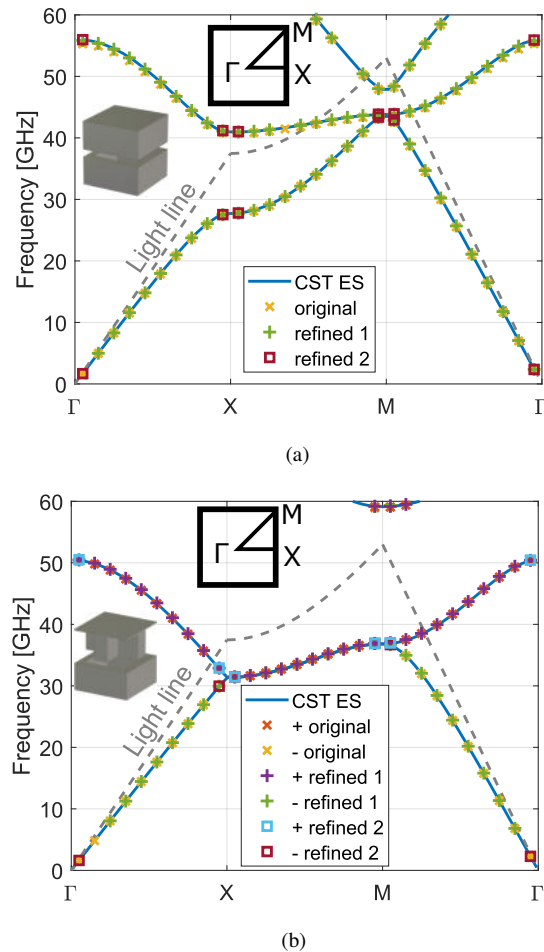 60
50
40
30
20
10
0
Frequency [GHz]
M
Γ
X
Light line
CST ES
original
refined 1
refined 2
Γ
X
M
Γ
(a)
60
50
40
30
20
10
0
Frequency [GHz]
M
Γ
X
Light line
CST ES
+ original
- original
+ refined 1
- refined 1
+ refined 2
- refined 2
Γ
X
M
Γ
(b)